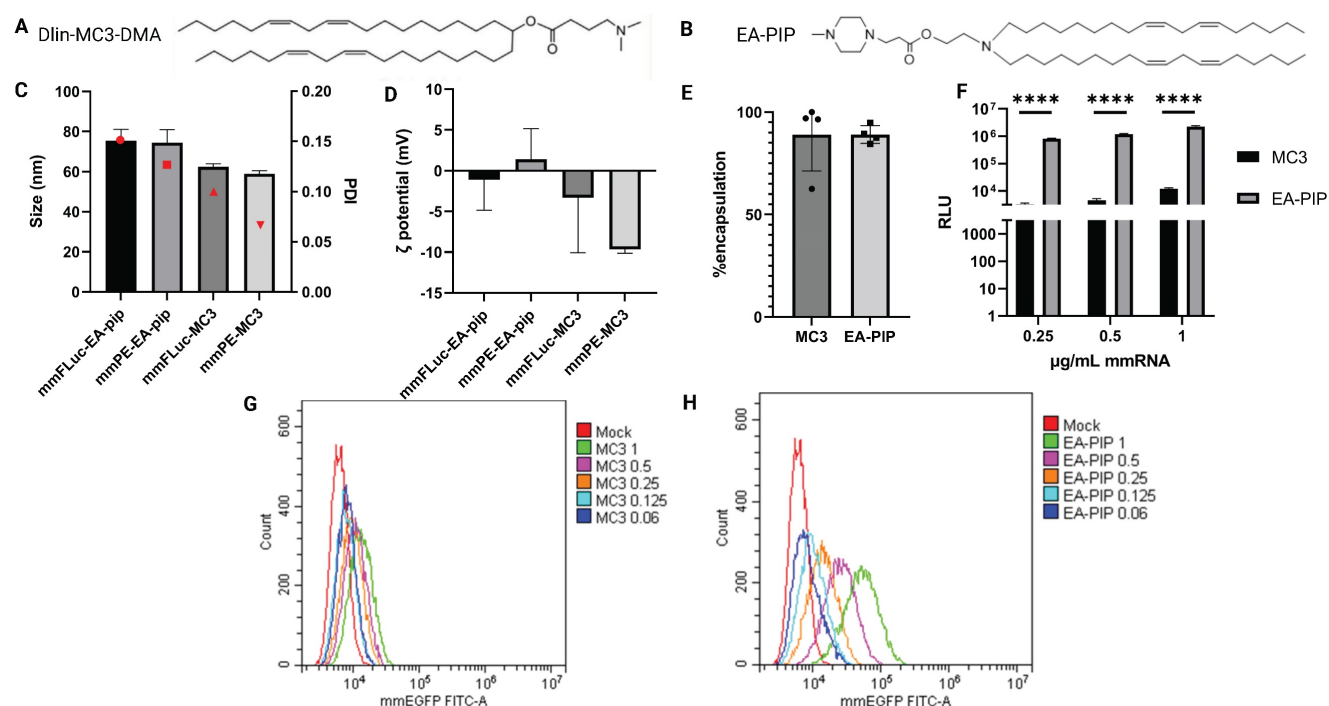 A Dlin-MC3-DMA
O
O
N
B EA-PIP
N
N
O
O
N
C
Size (nm)
100
80
60
40
20
0
PDI
0.20
0.15
0.10
0.05
0.00
mmFLuc-EA-pip
mmPE-EA-pip
mmFLuc-MC3
mmPE-MC3
D
ζ potential (mV)
10
5
0
-5
-10
-15
mmFLuc-EA-pip
mmPE-EA-pip
mmFLuc-MC3
mmPE-MC3
E
%encapsulation
100
50
0
MC3 EA-PIP
F
**** **** ****
RLU
10⁷
10⁶
10⁵
10⁴
1000
100
10
1
0.25 0.5 1
µg/mL mmRNA
MC3
EA-PIP
G
Count
600
400
200
0
10⁴ 10⁵ 10⁶ 10⁷
mmEGFP FITC-A
Mock
MC3 1
MC3 0.5
MC3 0.25
MC3 0.125
MC3 0.06
H
Count
600
400
200
0
10⁴ 10⁵ 10⁶ 10⁷
mmEGFP FITC-A
Mock
EA-PIP 1
EA-PIP 0.5
EA-PIP 0.25
EA-PIP 0.125
EA-PIP 0.06